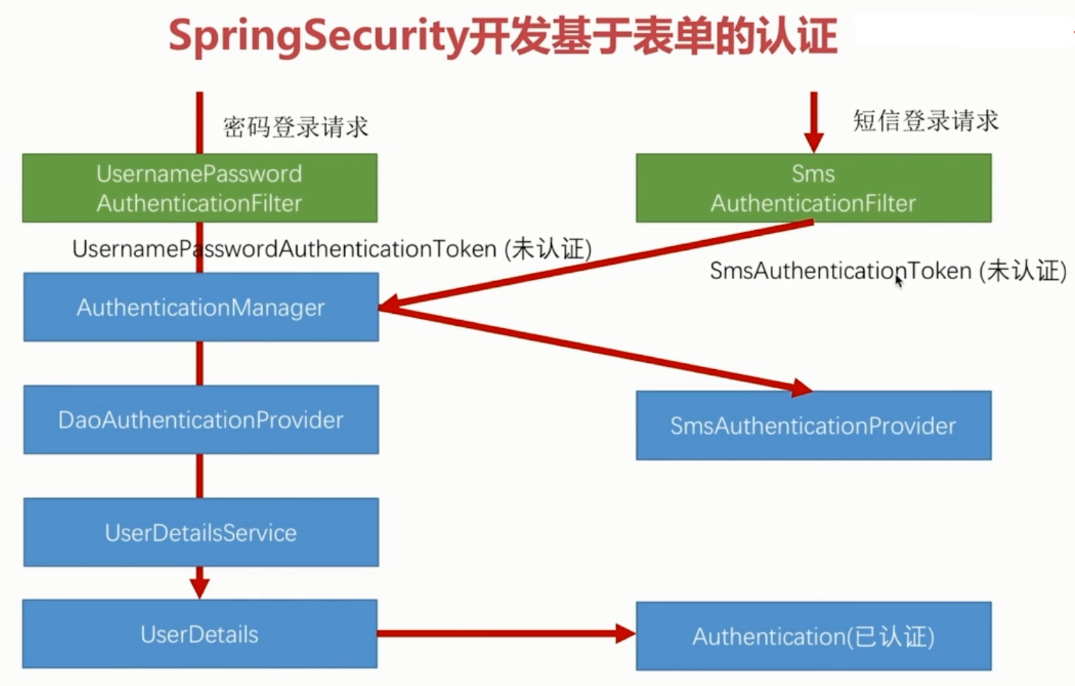 SpringSecurity开发基于表单的认证
密码登录请求
短信登录请求
UsernamePassword
AuthenticationFilter
Sms
AuthenticationFilter
UsernamePasswordAuthenticationToken (未认证)
SmsAuthenticationToken (未认证)
AuthenticationManager
DaoAuthenticationProvider
SmsAuthenticationProvider
UserDetailsService
UserDetails
Authentication(已认证)